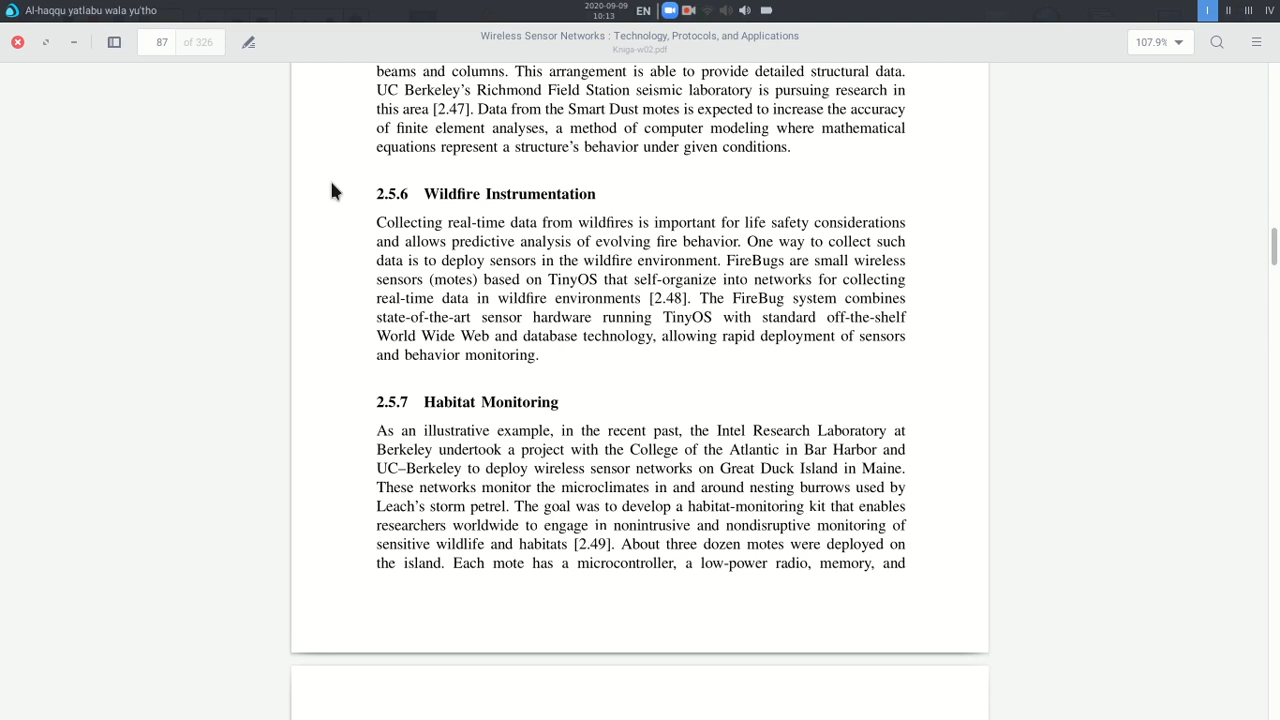 Al-haqqu yatlabu wala yu'tho
2020-09-09
10:13
EN
I II III IV
87 of 326
Wireless Sensor Networks : Technology, Protocols, and Applications
Kniga-w02.pdf
107.9%
beams and columns. This arrangement is able to provide detailed structural data.
UC Berkeley's Richmond Field Station seismic laboratory is pursuing research in
this area [2.47]. Data from the Smart Dust motes is expected to increase the accuracy
of finite element analyses, a method of computer modeling where mathematical
equations represent a structure's behavior under given conditions.
2.5.6 Wildfire Instrumentation
Collecting real-time data from wildfires is important for life safety considerations
and allows predictive analysis of evolving fire behavior. One way to collect such
data is to deploy sensors in the wildfire environment. FireBugs are small wireless
sensors (motes) based on TinyOS that self-organize into networks for collecting
real-time data in wildfire environments [2.48]. The FireBug system combines
state-of-the-art sensor hardware running TinyOS with standard off-the-shelf
World Wide Web and database technology, allowing rapid deployment of sensors
and behavior monitoring.
2.5.7 Habitat Monitoring
As an illustrative example, in the recent past, the Intel Research Laboratory at
Berkeley undertook a project with the College of the Atlantic in Bar Harbor and
UC–Berkeley to deploy wireless sensor networks on Great Duck Island in Maine.
These networks monitor the microclimates in and around nesting burrows used by
Leach's storm petrel. The goal was to develop a habitat-monitoring kit that enables
researchers worldwide to engage in nonintrusive and nondisruptive monitoring of
sensitive wildlife and habitats [2.49]. About three dozen motes were deployed on
the island. Each mote has a microcontroller, a low-power radio, memory, and